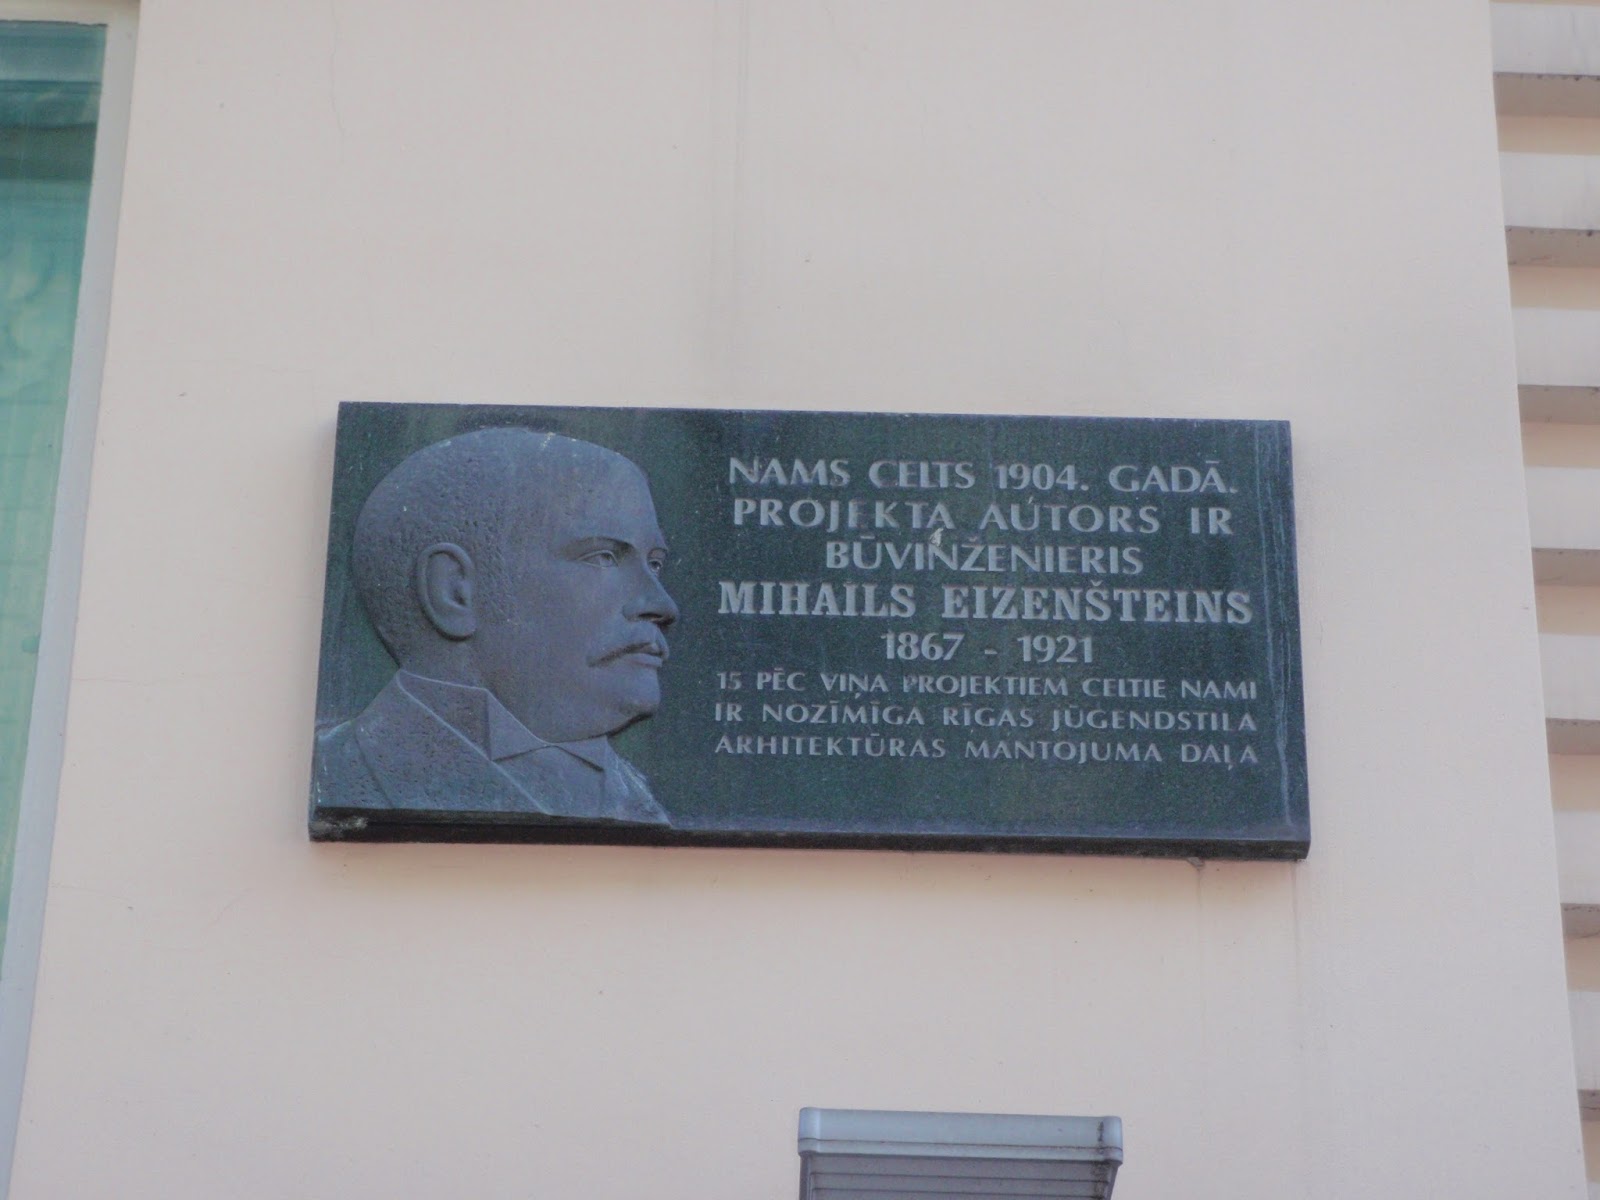 NAMS CELTS 1904. GADĀ.
PROJEKTA AUTORS IR
BŪVINŽENIERIS
MIHAILS EIZENŠTEINS
1867 - 1921
15 PĒC VIŅA PROJEKTIEM CELTIE NAMI
IR NOZĪMĪGA RĪGAS JŪGENDSTILA
ARHITEKTŪRAS MANTOJUMA DAĻA